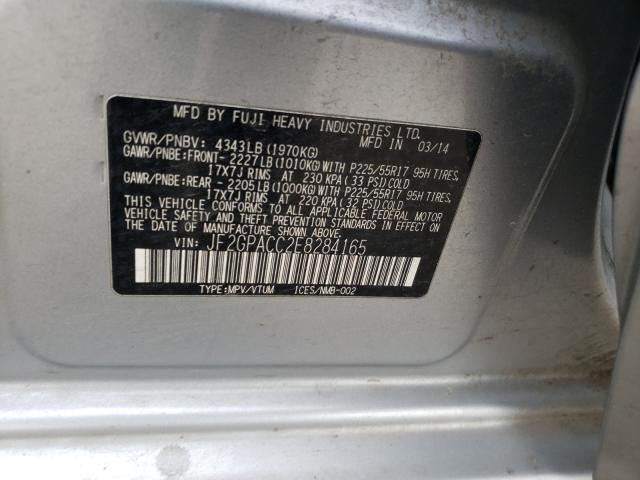 MFD BY FUJI HEAVY INDUSTRIES LTD.
GVWR/PNBV: 4343LB(1970KG) MFD IN 03/14
GAWR/PNBE:FRONT- 2227LB(1010KG)WITH P225/55R17 95H TIRES,
17X7J RIMS AT 230 KPA(33 PSI)COLD
GAWR/PNBE:REAR - 2205LB(1000KG)WITH P225/55R17 95H TIRES,
17X7J RIMS AT 220 KPA(32 PSI)COLD
THIS VEHICLE CONFORMS TO ALL APPLICABLE FEDERAL MOTOR
VEHICLE SAFETY AND BUMPER STANDARDS IN EFFECT ON
THE DATE OF MANUFACTURE SHOWN ABOVE.
VIN: JF2GPACC2E8284165
TYPE:MPV/VTUM ICES/NMB-002